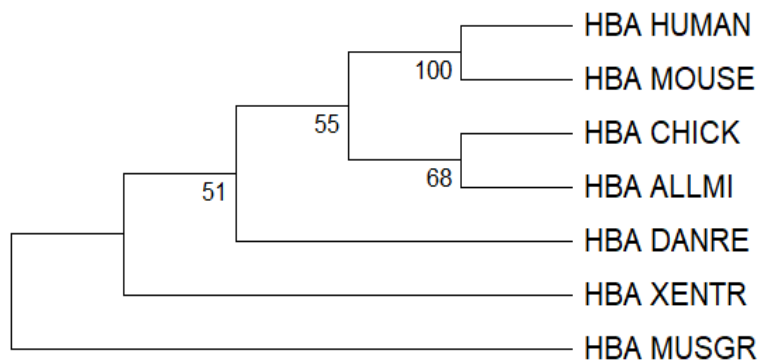 HBA HUMAN
100
HBA MOUSE
55
HBA CHICK
68
HBA ALLMI
51
HBA DANRE
HBA XENTR
HBA MUSGR